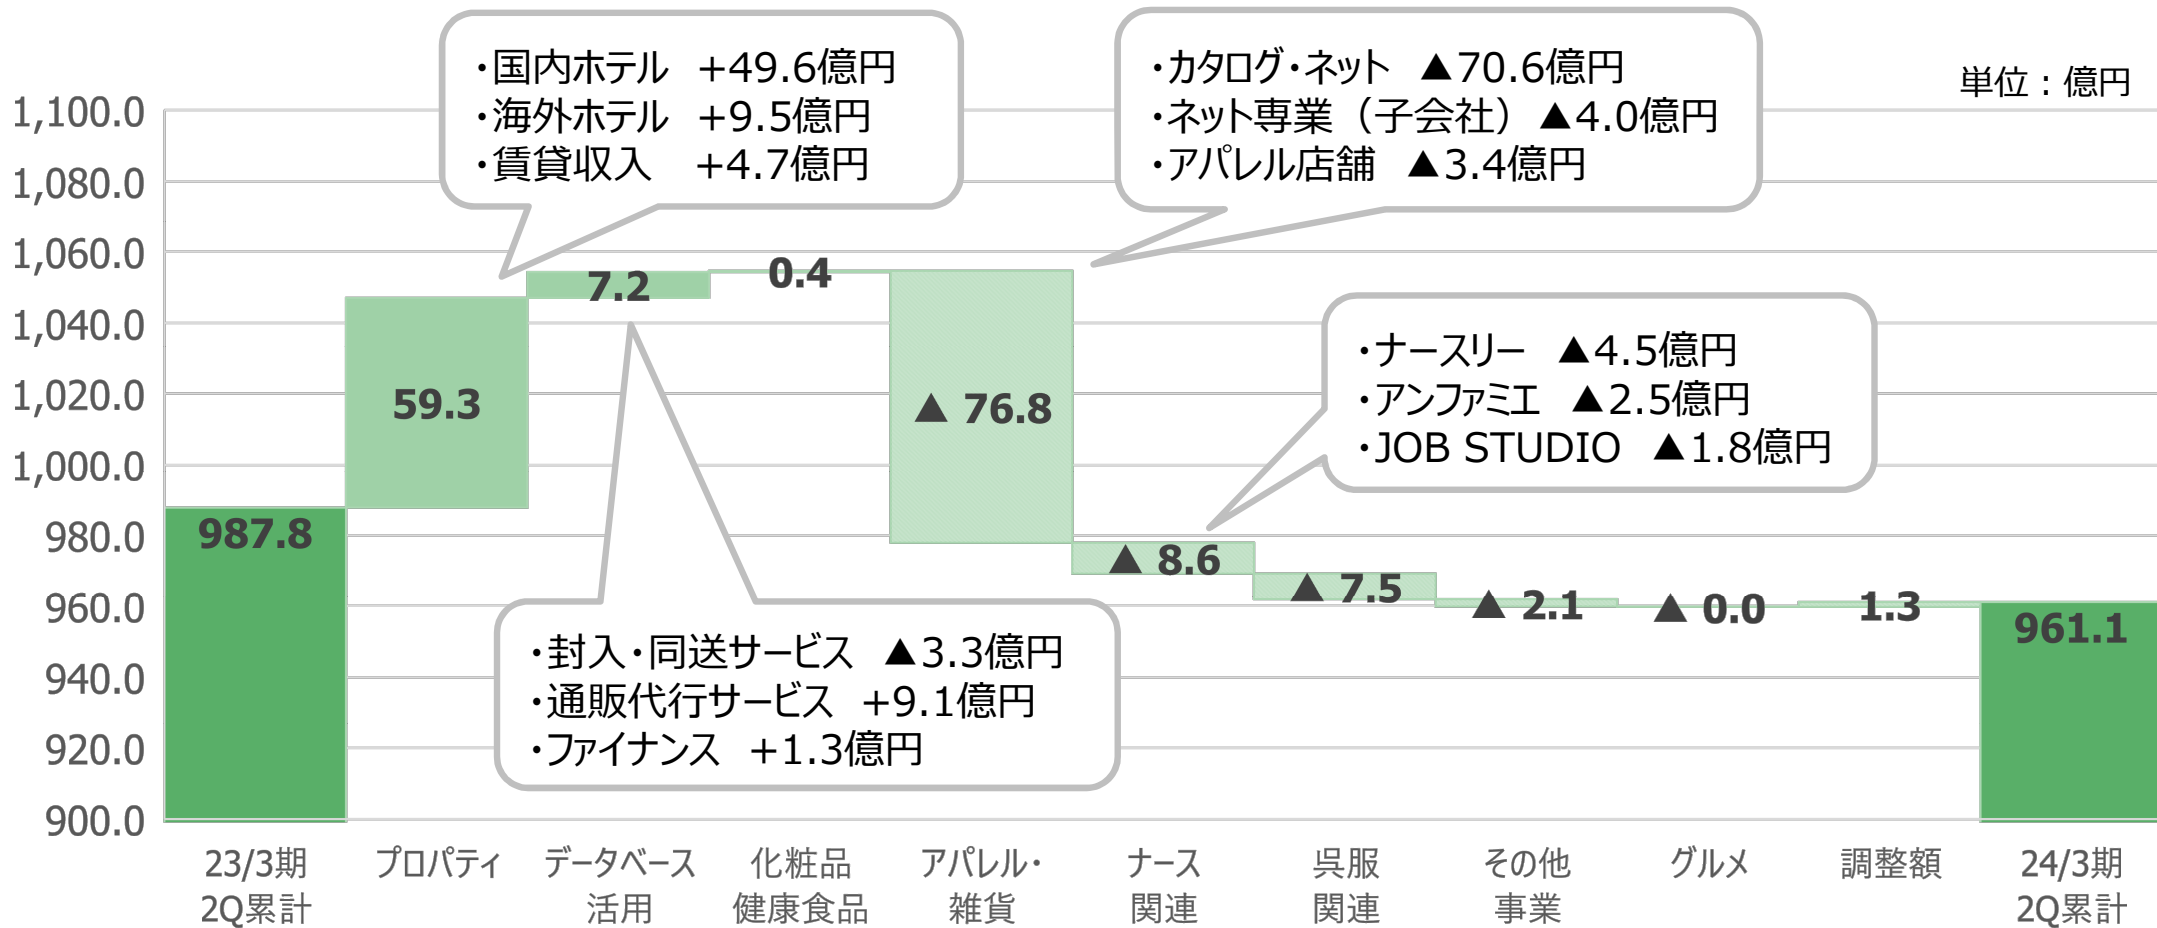 ・国内ホテル +49.6億円
・海外ホテル +9.5億円
・賃貸収入 +4.7億円
・カタログ・ネット ▲70.6億円
・ネット専業（子会社）▲4.0億円
・アパレル店舗 ▲3.4億円
単位：億円
1,100.0
1,080.0
1,060.0
1,040.0
1,020.0
1,000.0
980.0
960.0
940.0
920.0
900.0
987.8
59.3
7.2
0.4
▲ 76.8
▲ 8.6
▲ 7.5
▲ 2.1
▲ 0.0
1.3
961.1
・ナースリー ▲4.5億円
・アンファミエ ▲2.5億円
・JOB STUDIO ▲1.8億円
・封入・同送サービス ▲3.3億円
・通販代行サービス +9.1億円
・ファイナンス +1.3億円
23/3期
2Q累計
プロパティ
データベース
活用
化粧品
健康食品
アパレル・
雑貨
ナース
関連
呉服
関連
その他
事業
グルメ
調整額
24/3期
2Q累計